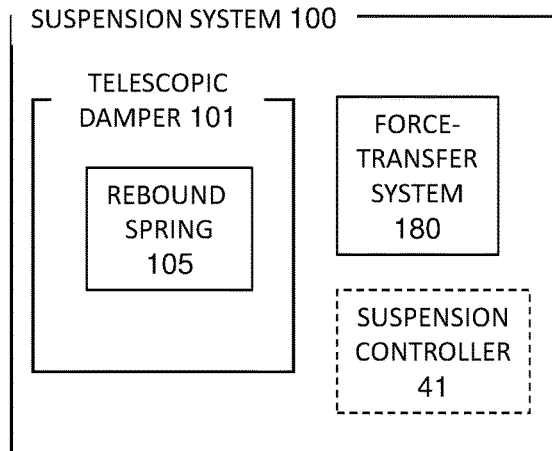 SUSPENSION SYSTEM 100
TELESCOPIC
DAMPER 101
REBOUND
SPRING
105
FORCE-
TRANSFER
SYSTEM
180
SUSPENSION
CONTROLLER
41